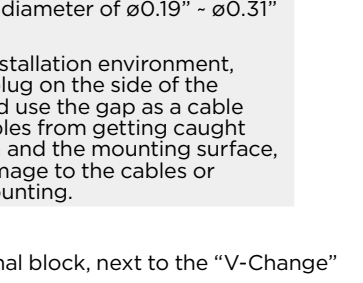 diameter of ø0.19” ~ ø0.31”
stallation environment,
lug on the side of the
d use the gap as a cable
les from getting caught
and the mounting surface,
mage to the cables or
unting.
nal block, next to the “V-Change”